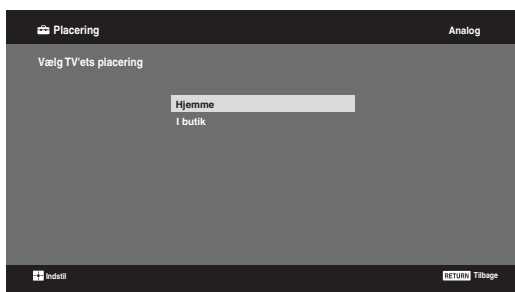 Placering
Analog
Vælg TV'ets placering
Hjemme
I butik
Indstil
RETURN Tilbage